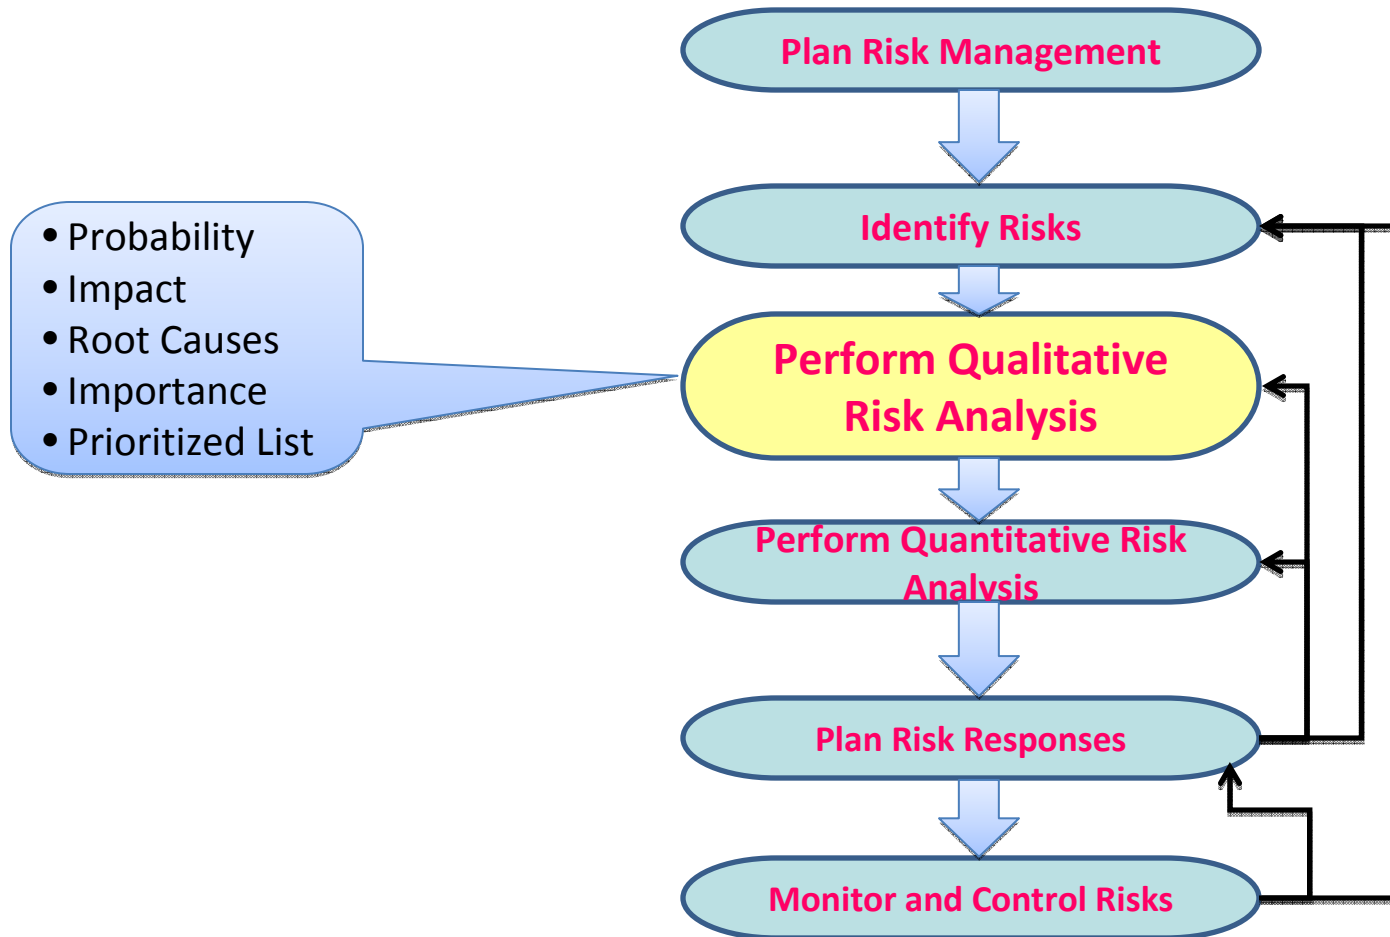 Plan Risk Management
Identify Risks
• Probability
• Impact
• Root Causes
• Importance
• Prioritized List
Perform Qualitative
Risk Analysis
Perform Quantitative Risk
Analysis
Plan Risk Responses
Monitor and Control Risks